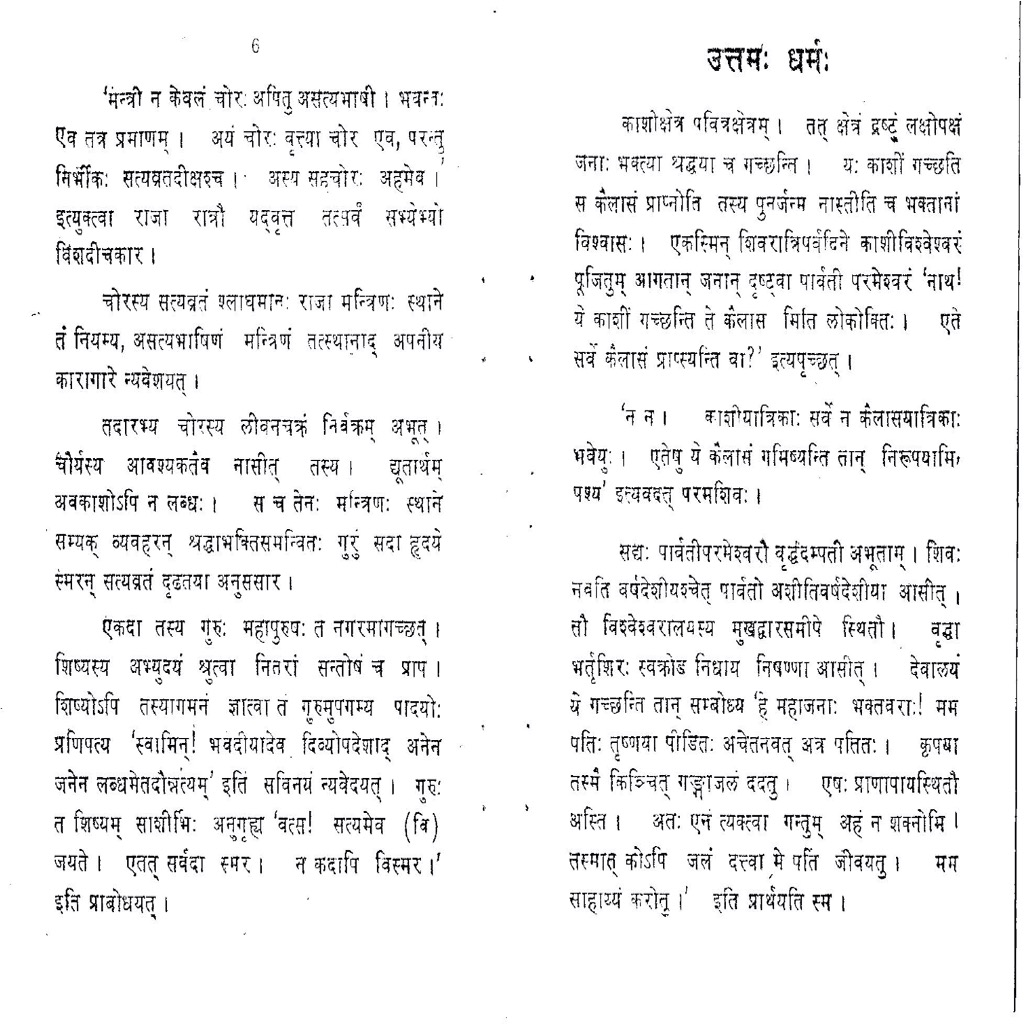 6
'मन्त्री न केवलं चोरः अपितु असत्यभाषी । भवन्तः
एव तत्र प्रमाणम् । अयं चोरः वृत्त्या चोर एव, परन्तु
निर्भीकः सत्यव्रतदीक्षश्च । अस्य सहचोरः अहमेव ।
इत्युक्त्वा राजा रात्रौ यद्वृत्त तत्सर्वं सभ्येभ्यो
विशदीचकार ।
चोरस्य सत्यव्रतं श्लाघमानः राजा मन्त्रिणः स्थाने
तं नियम्य, असत्यभाषिणं मन्त्रिणं तत्स्थानाद् अपनीय
कारागारे न्यवेशयत् ।
तदारभ्य चोरस्य जीवनचक्रं निर्वक्रम् अभूत् ।
चौर्यस्य आवश्यकतैव नासीत् तस्य । द्यूतार्थम्
अवकाशोऽपि न लब्धः । स च तेनः मन्त्रिणः स्थाने
सम्यक् व्यवहरन् श्रद्धाभक्तिसमन्वितः गुरुं सदा हृदये
स्मरन् सत्यव्रतं दृढतया अनुससार ।
एकदा तस्य गुरुः महापुरुषः त नगरमागच्छत् ।
शिष्यस्य अभ्युदयं श्रुत्वा नितरां सन्तोषं च प्राप ।
शिष्योऽपि तस्यागमनं ज्ञात्वा तं गुरुमुपगम्य पादयोः
प्रणिपत्य 'स्वामिन्! भवदीयादेव दिव्योपदेशाद् अनेन
जनेन लब्धमेतदौन्नत्यम्' इति सविनयं न्यवेदयत् । गुरुः
त शिष्यम् साशीर्भिः अनुगृह्य 'वत्स! सत्यमेव (वि)
जयते । एतत् सर्वदा स्मर । न कदापि विस्मर ।'
इति प्राबोधयत् ।
उत्तमः धर्मः
काशीक्षेत्र पवित्रक्षेत्रम् । तत् क्षेत्रं द्रष्टुं लक्षोपक्षं
जनाः भक्त्या श्रद्धया च गच्छन्ति । यः काशीं गच्छति
स कैलासं प्राप्नोति तस्य पुनर्जन्म नास्तीति च भक्तानां
विश्वासः । एकस्मिन् शिवरात्रिपर्वदिने काशीविश्वेश्वरं
पूजितुम् आगतान् जनान् दृष्ट्वा पार्वती परमेश्वरं 'नाथ!
ये काशीं गच्छन्ति ते कैलास मिति लोकोक्तिः । एते
सर्वे कैलासं प्राप्स्यन्ति वा?' इत्यपृच्छत् ।
'न न । काशीयात्रिकाः सर्वे न कैलासयात्रिकाः
भवेयुः । एतेषु ये कैलासं गमिष्यन्ति तान् निरूपयामि,
पश्य' इत्यवदत् परमशिवः ।
सद्यः पार्वतीपरमेश्वरौ वृद्धदम्पती अभूताम् । शिवः
नवति वर्षदेशीयश्चेत् पार्वती अशीतिवर्षदेशीया आसीत् ।
तौ विश्वेश्वरालयस्य मुखद्वारसमीपे स्थितौ । वृद्धा
भर्तृशिरः स्वक्रोड निधाय निषण्णा आसीत् । देवालयं
ये गच्छन्ति तान् सम्बोध्य 'हे महाजनाः भक्तवराः! मम
पतिः तृष्णया पीडितः अचेतनवत् अत्र पतितः । कृपया
तस्मै किञ्चित् गङ्गाजलं ददतु । एषः प्राणापायस्थितौ
अस्ति । अतः एनं त्यक्त्वा गन्तुम् अहं न शक्नोमि ।
तस्मात् कोऽपि जलं दत्त्वा मे पतिं जीवयतु । मम
साहाय्यं करोतु ।' इति प्रार्थयति स्म ।